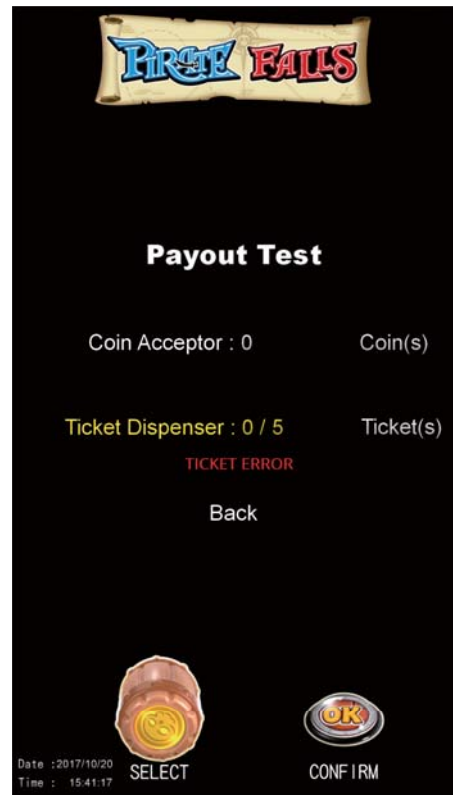 PIRATE FALLS
Payout Test
Coin Acceptor : 0 Coin(s)
Ticket Dispenser : 0 / 5 Ticket(s)
TICKET ERROR
Back
OK
SELECT CONFIRM
Date :2017/10/20
Time : 15:41:17